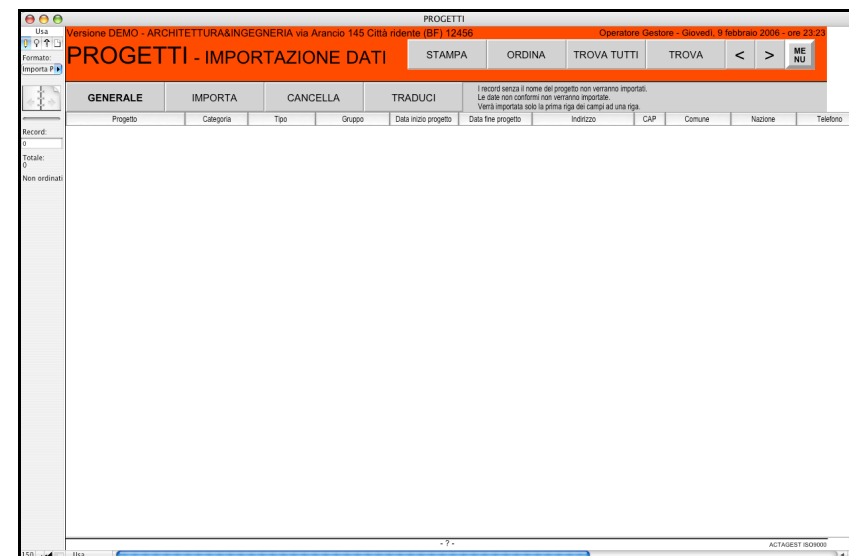 PROGETTI
Usa
Formato:
Importa P
Record:
0
Totale:
0
Non ordinati
Versione DEMO - ARCHITETTURA&INGEGNERIA via Arancio 145 Città ridente (BF) 12456
Operatore Gestore - Giovedì, 9 febbraio 2006 - ore 23:23
PROGETTI - IMPORTAZIONE DATI
STAMPA ORDINA TROVA TUTTI TROVA < > ME NU
GENERALE IMPORTA CANCELLA TRADUCI
I record senza il nome del progetto non verranno importati.
Le date non conformi non verranno importate.
Verrà importata solo la prima riga dei campi ad una riga.
Progetto Categoria Tipo Gruppo Data inizio progetto Data fine progetto Indirizzo CAP Comune Nazione Telefono
- ? -
ACTAGEST ISO9000
150 Usa